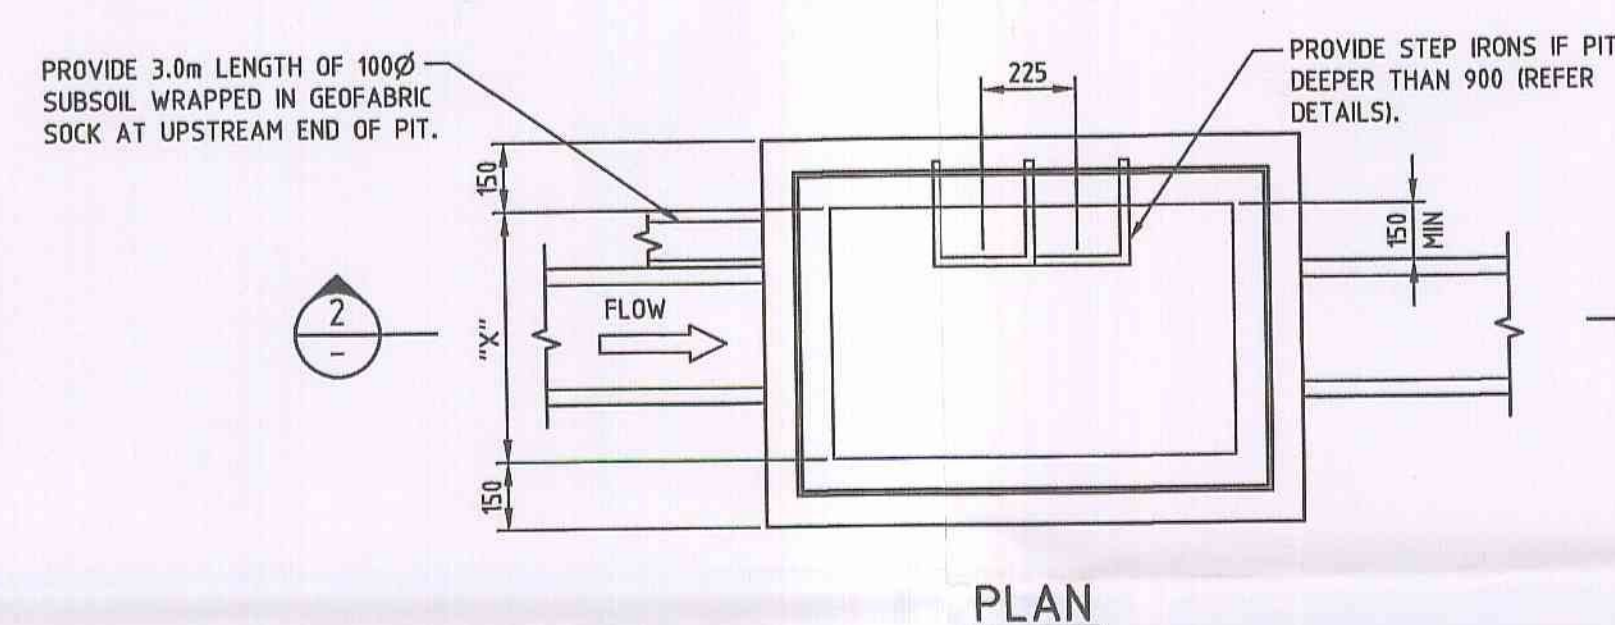 PROVIDE 3.0m LENGTH OF 100Ø
SUBSOIL WRAPPED IN GEOFABRIC
SOCK AT UPSTREAM END OF PIT.
PROVIDE STEP IRONS IF PIT
DEEPER THAN 900 (REFER
DETAILS).
225
150
150
MIN
2
-
"X"
FLOW
150
PLAN